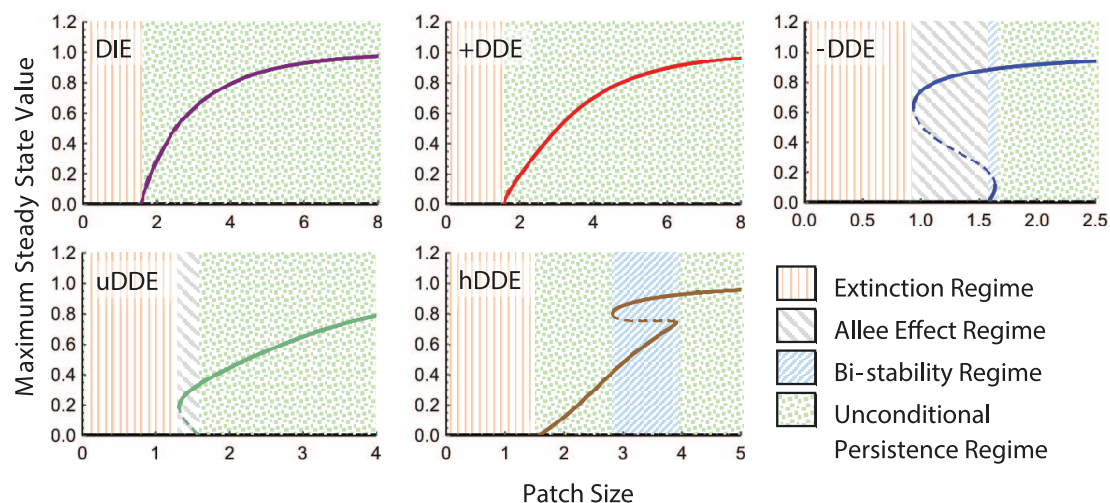 DIE
+DDE
-DDE
1.2
1.0
0.8
0.6
0.4
0.2
0.0
0 2 4 6 8
1.2
1.0
0.8
0.6
0.4
0.2
0.0
0 2 4 6 8
1.2
1.0
0.8
0.6
0.4
0.2
0.0
0.0 0.5 1.0 1.5 2.0 2.5
Maximum Steady State Value
uDDE
hDDE
1.2
1.0
0.8
0.6
0.4
0.2
0.0
0 1 2 3 4
1.2
1.0
0.8
0.6
0.4
0.2
0.0
0 1 2 3 4 5
Patch Size
Extinction Regime
Allee Effect Regime
Bi-stability Regime
Unconditional
Persistence Regime